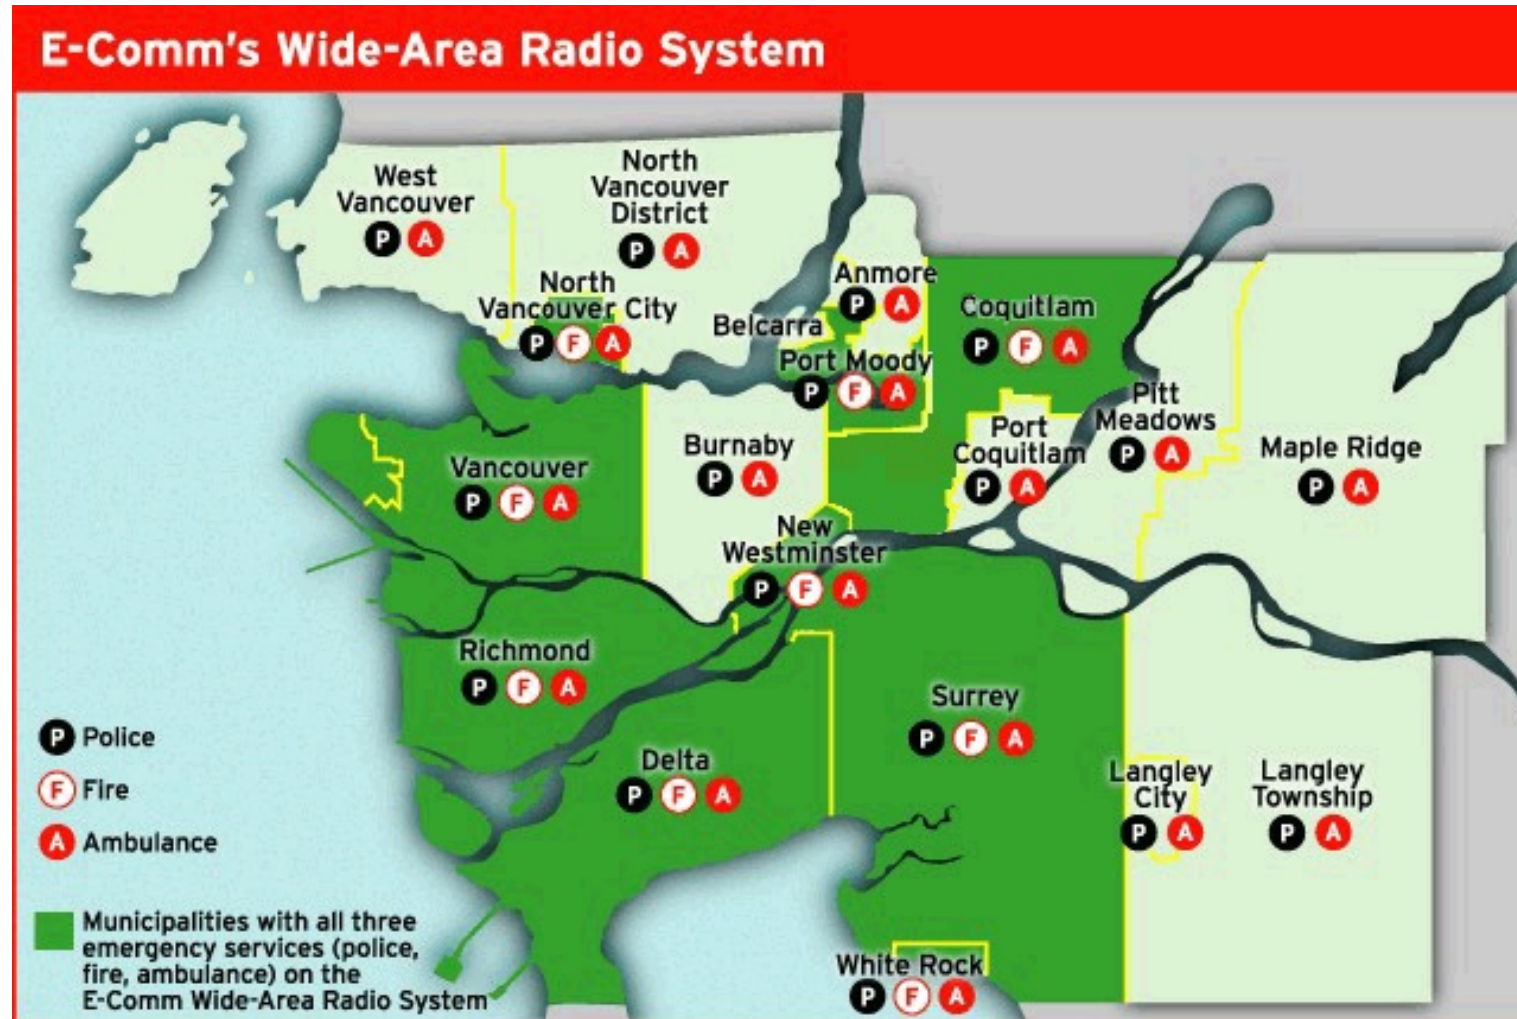 E-Comm's Wide-Area Radio System
West
Vancouver
P A
North
Vancouver
District
P A
North
Vancouver City
P F A
Belcarra
Anmore
P A
Port Moody
P F A
Coquitlam
P F A
Pitt
Meadows
P A
Port
Coquitlam
P A
Maple Ridge
P A
Burnaby
P A
Vancouver
P F A
New
Westminster
P F A
Richmond
P F A
Surrey
P F A
Delta
P F A
Langley
City
P A
Langley
Township
P A
White Rock
P F A
P Police
F Fire
A Ambulance
Municipalities with all three
emergency services (police,
fire, ambulance) on the
E-Comm Wide-Area Radio System